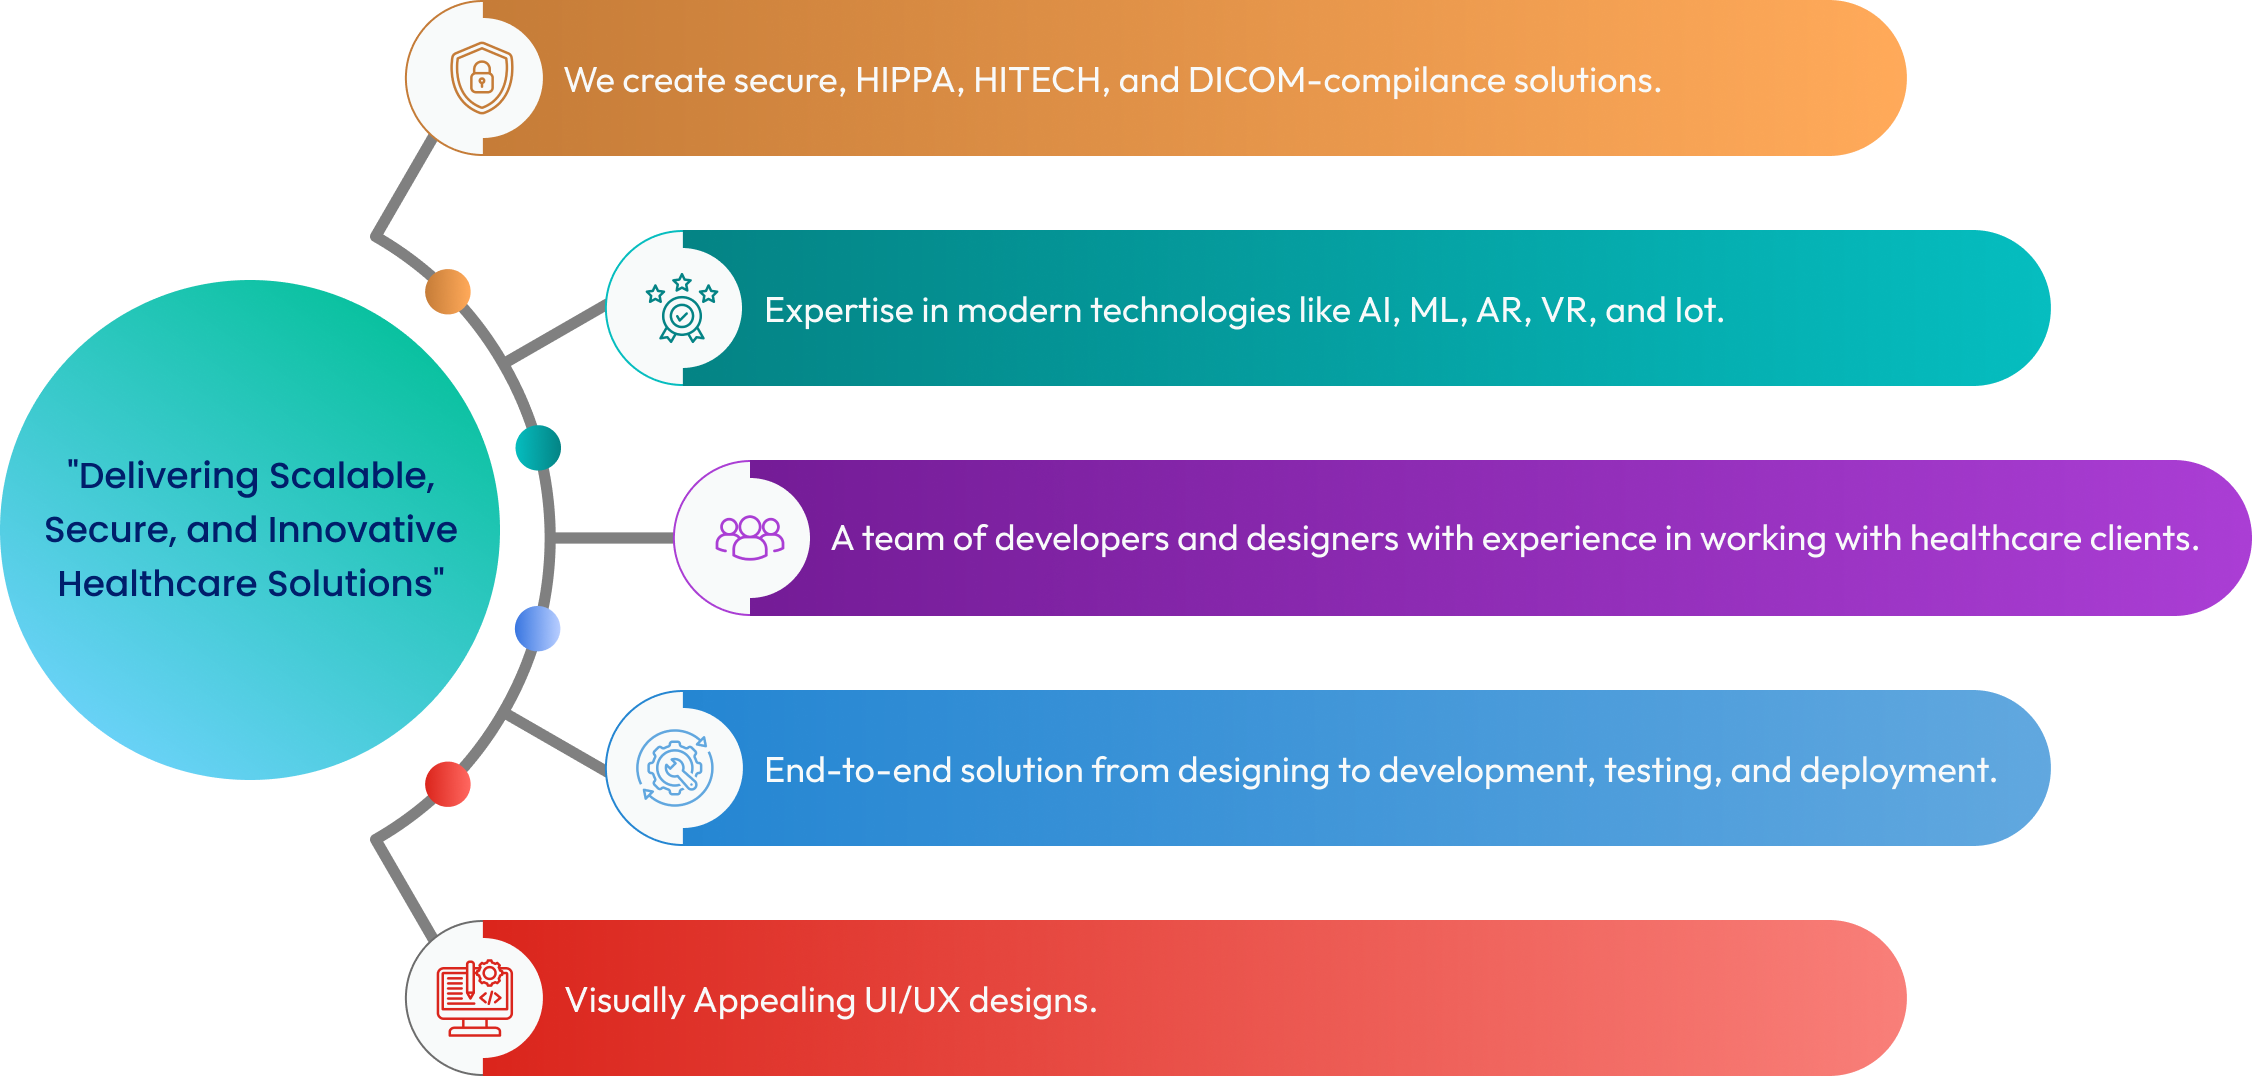 We create secure, HIPPA, HITECH, and DICOM-compilance solutions.
Expertise in modern technologies like AI, ML, AR, VR, and Iot.
"Delivering Scalable,
Secure, and Innovative
Healthcare Solutions"
A team of developers and designers with experience in working with healthcare clients.
End-to-end solution from designing to development, testing, and deployment.
Visually Appealing UI/UX designs.